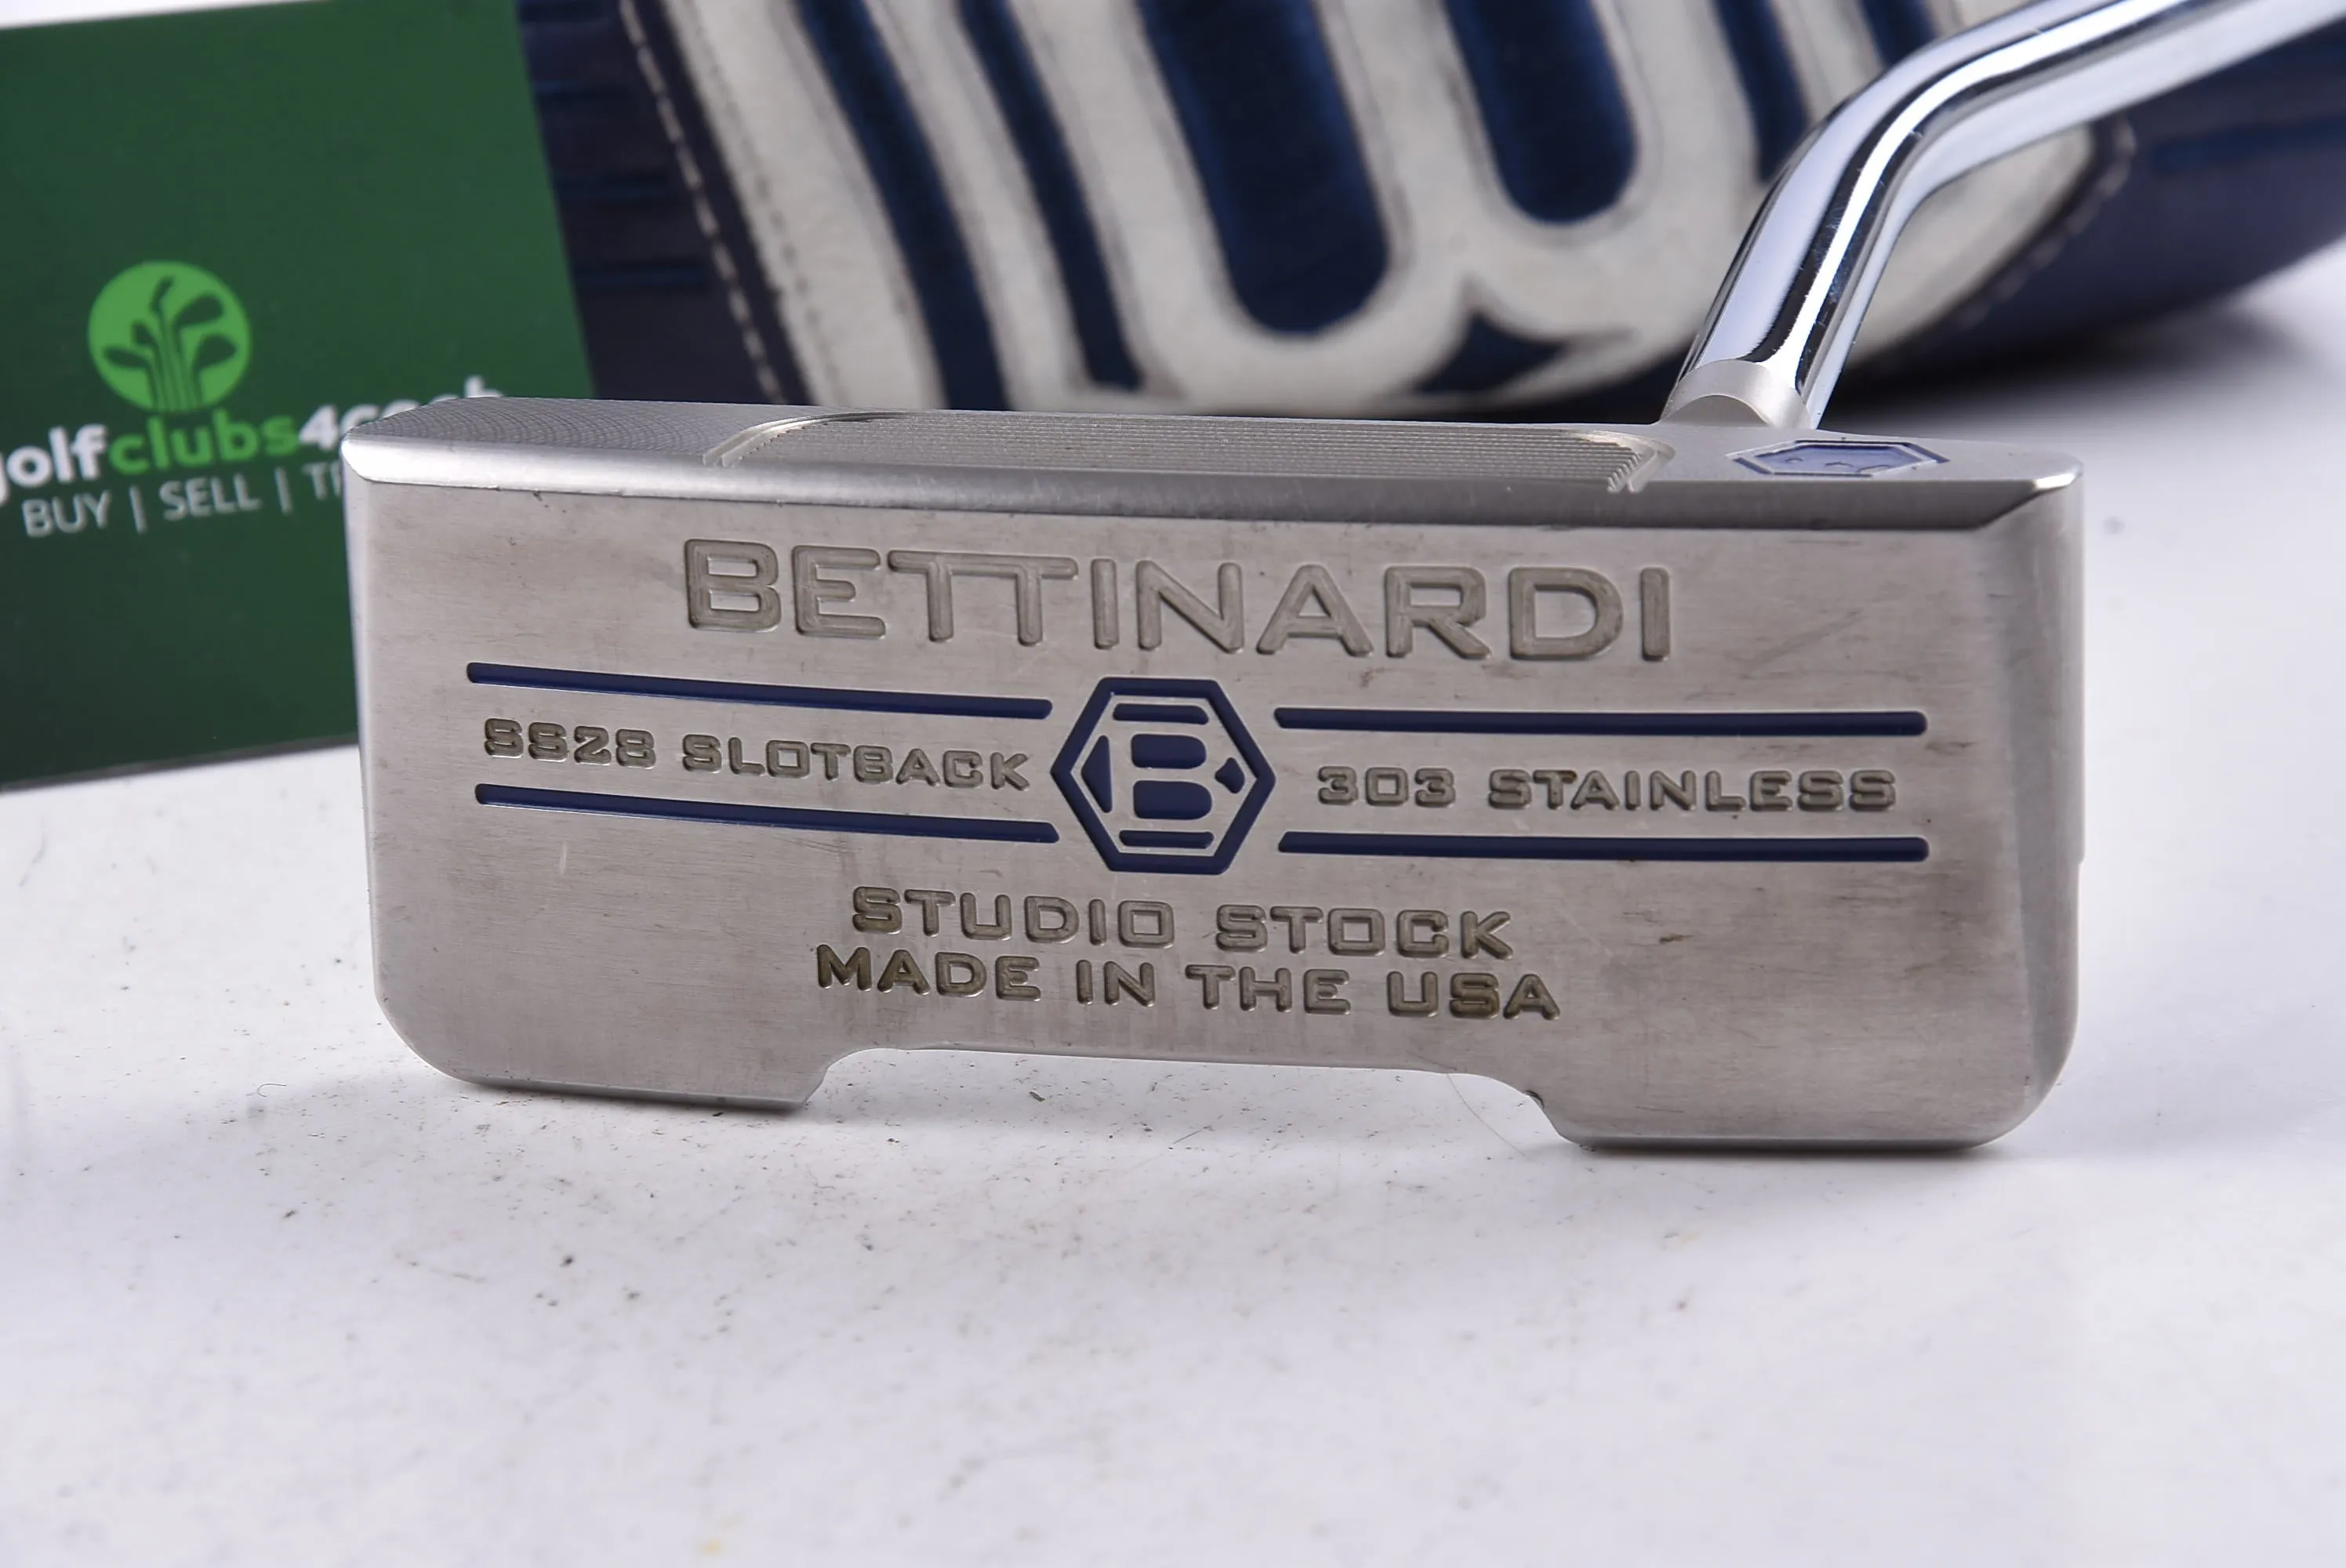 golfclubs4cash
BUY | SELL |
BETTINARDI
SS28 SLOTBACK B 303 STAINLESS
STUDIO STOCK
MADE IN THE USA